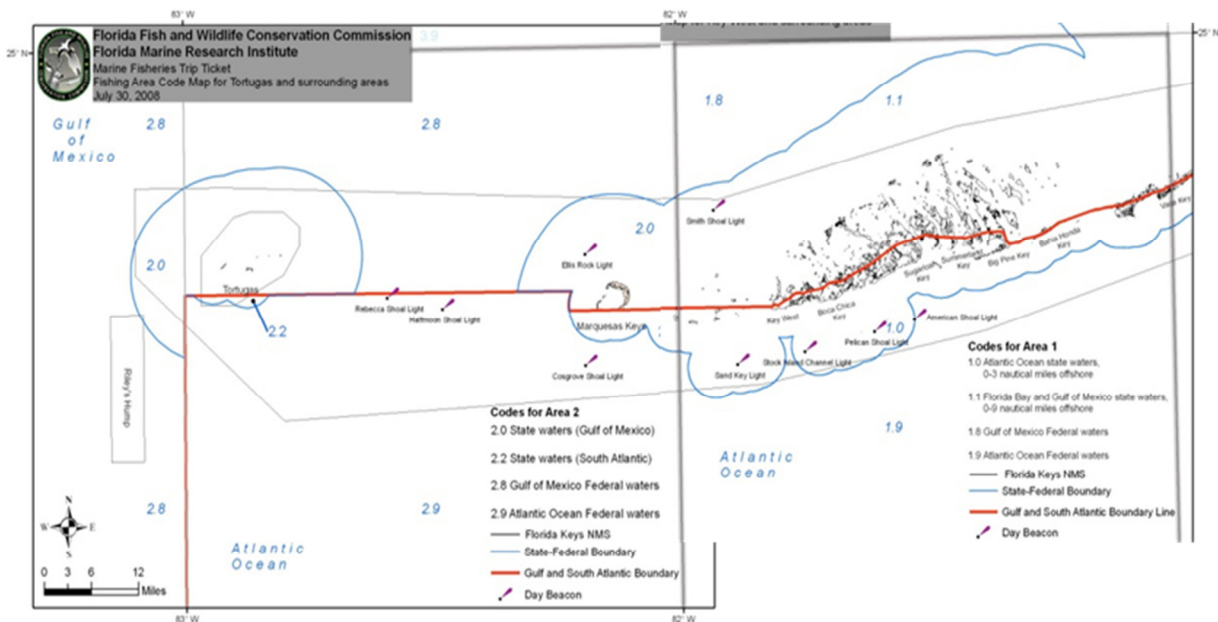 83° W
82° W
25° N
25° N
Florida Fish and Wildlife Conservation Commission
3.9
Florida Marine Research Institute
Marine Fisheries Trip Ticket
Fishing Area Code Map for Tortugas and surrounding areas
July 30, 2008
Gulf
of
Mexico
2.8
2.8
1.8
1.1
Smith Shoal Light
2.0
2.0
Ellis Rock Light
Tortugas
Rebecca Shoal Light
Halfmoon Shoal Light
2.2
Marquesas Keys
Cosgrove Shoal Light
Key West
Boca Chica
Key
Sugarloaf
Key
Summerland
Key
Big Pine Key
Bahia Honda
Key
Vaca Key
1.0
American Shoal Light
Pelican Shoal Light
Stock Island Channel Light
Sand Key Light
Riley's Hump
Codes for Area 1
1.0 Atlantic Ocean state waters,
0-3 nautical miles offshore
1.1 Florida Bay and Gulf of Mexico state waters,
0-9 nautical miles offshore
1.8 Gulf of Mexico Federal waters
1.9 Atlantic Ocean Federal waters
Florida Keys NMS
State-Federal Boundary
Gulf and South Atlantic Boundary Line
Day Beacon
1.9
Atlantic
Ocean
Codes for Area 2
2.0 State waters (Gulf of Mexico)
2.2 State waters (South Atlantic)
2.8 Gulf of Mexico Federal waters
2.9 Atlantic Ocean Federal waters
Florida Keys NMS
State-Federal Boundary
Gulf and South Atlantic Boundary
Day Beacon
2.8
2.9
Atlantic
Ocean
N
W E
S
0 3 6 12
Miles
83° W
82° W